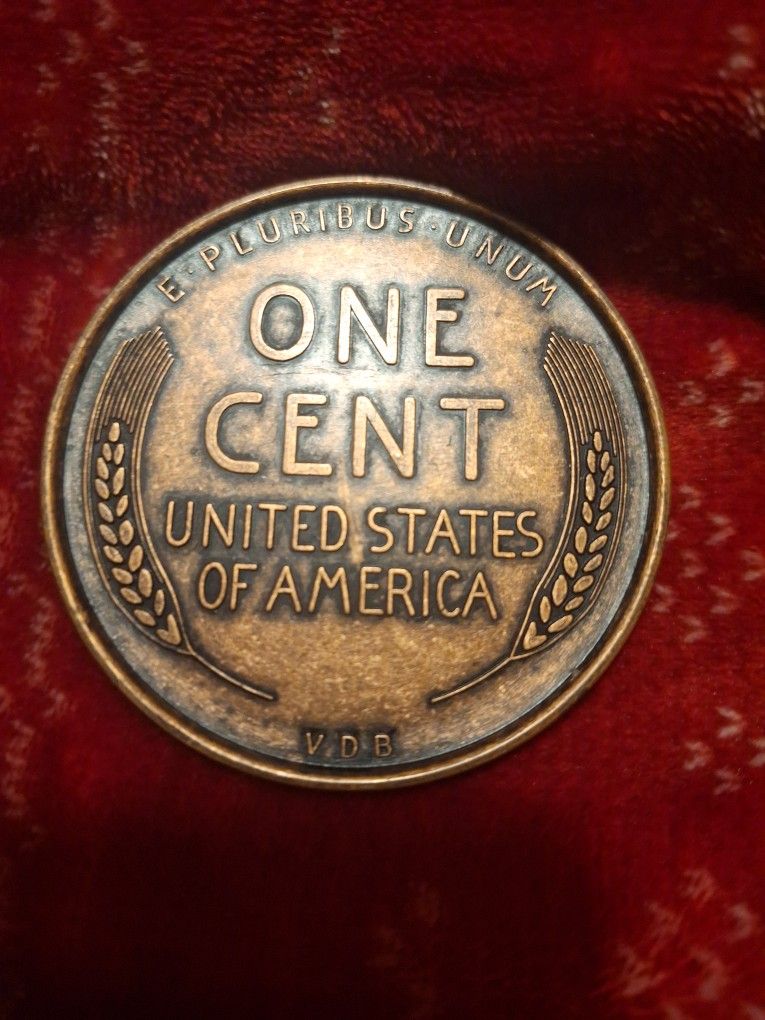 E·PLURIBUS·UNUM
ONE
CENT
UNITED STATES
OF AMERICA
V.D.B